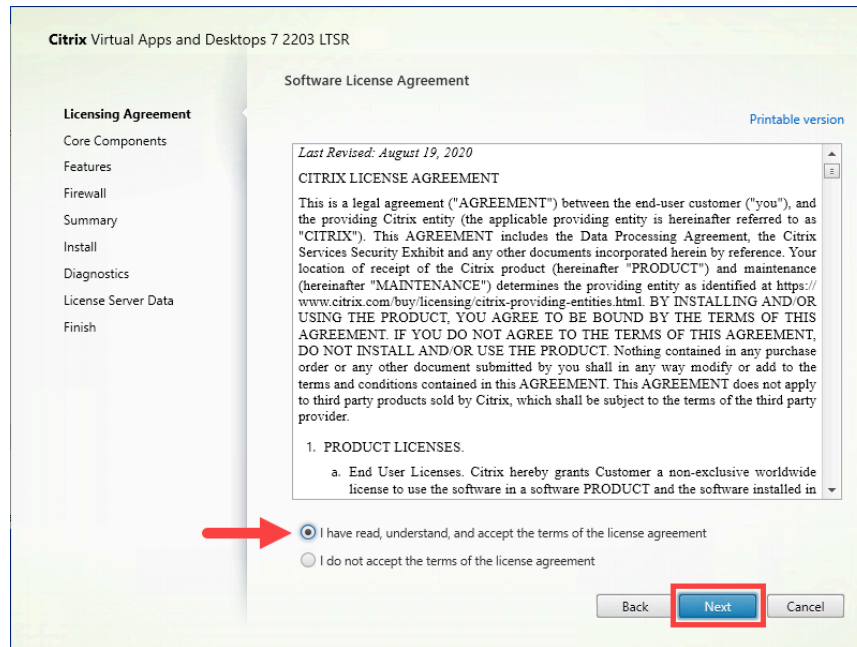 Citrix Virtual Apps and Desktops 7 2203 LTSR
Software License Agreement
Licensing Agreement
Core Components
Features
Firewall
Summary
Install
Diagnostics
License Server Data
Finish
Printable version
Last Revised: August 19, 2020
CITRIX LICENSE AGREEMENT
This is a legal agreement ("AGREEMENT") between the end-user customer ("you"), and
the providing Citrix entity (the applicable providing entity is hereinafter referred to as
"CITRIX"). This AGREEMENT includes the Data Processing Agreement, the Citrix
Services Security Exhibit and any other documents incorporated herein by reference. Your
location of receipt of the Citrix product (hereinafter "PRODUCT") and maintenance
(hereinafter "MAINTENANCE") determines the providing entity as identified at https://
www.citrix.com/buy/licensing/citrix-providing-entities.html. BY INSTALLING AND/OR
USING THE PRODUCT, YOU AGREE TO BE BOUND BY THE TERMS OF THIS
AGREEMENT. IF YOU DO NOT AGREE TO THE TERMS OF THIS AGREEMENT,
DO NOT INSTALL AND/OR USE THE PRODUCT. Nothing contained in any purchase
order or any other document submitted by you shall in any way modify or add to the
terms and conditions contained in this AGREEMENT. This AGREEMENT does not apply
to third party products sold by Citrix, which shall be subject to the terms of the third party
provider.
1. PRODUCT LICENSES.
a. End User Licenses. Citrix hereby grants Customer a non-exclusive worldwide
license to use the software in a software PRODUCT and the software installed in
I have read, understand, and accept the terms of the license agreement
I do not accept the terms of the license agreement
Back
Next
Cancel